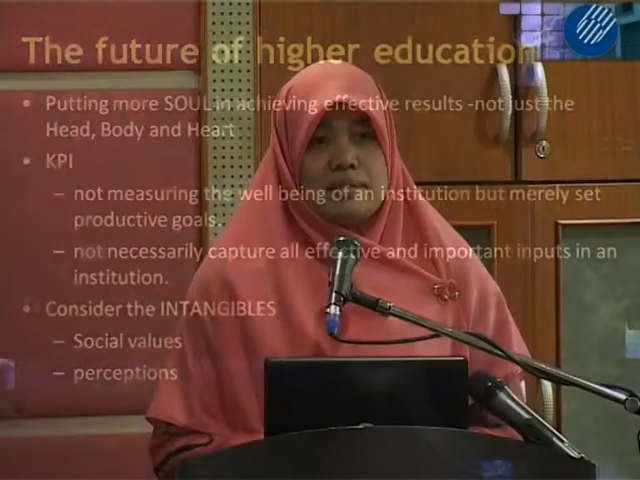 The future of higher education
• Putting more SOUL in achieving effective results -not just the
Head, Body and Heart
• KPI
– not measuring the well being of an institution but merely set
productive goals.
– not necessarily capture all effective and important inputs in an
institution.
• Consider the INTANGIBLES
– Social values
– perceptions